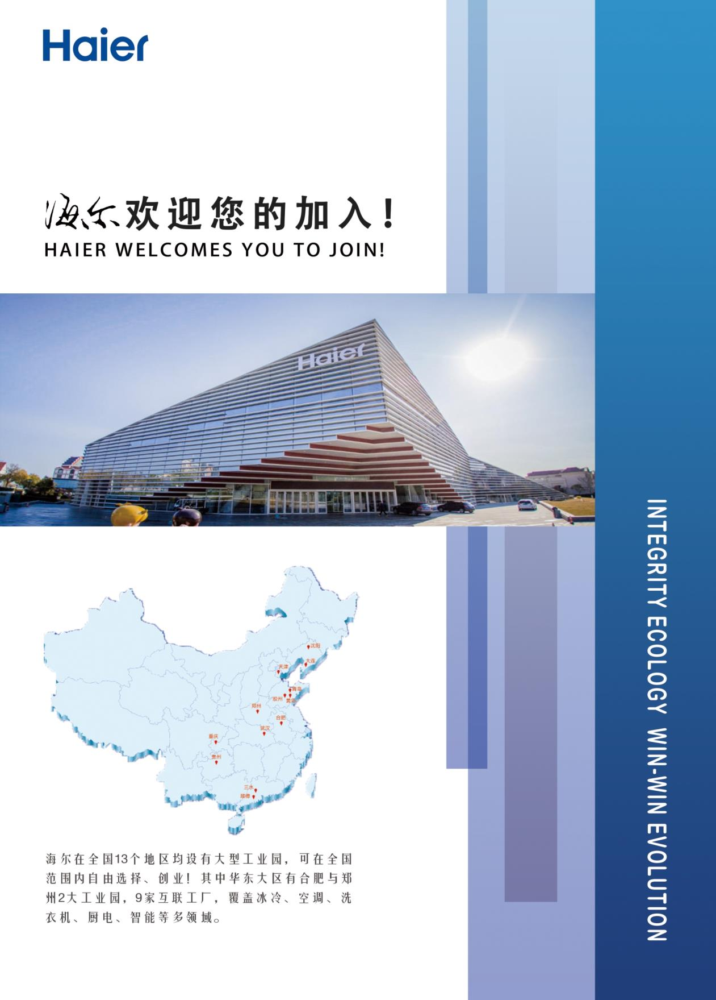 Haier
海尔欢迎您的加入！
HAIER WELCOMES YOU TO JOIN!
Haier
沈阳
大连
天津
青岛
胶州 黄岛
郑州
合肥
武汉
重庆
贵州
三水
顺德
海尔在全国13个地区均设有大型工业园，可在全国
范围内自由选择、创业！其中华东大区有合肥与郑
州2大工业园，9家互联工厂，覆盖冰冷、空调、洗
衣机、厨电、智能等多领域。
INTEGRITY ECOLOGY WIN-WIN EVOLUTION